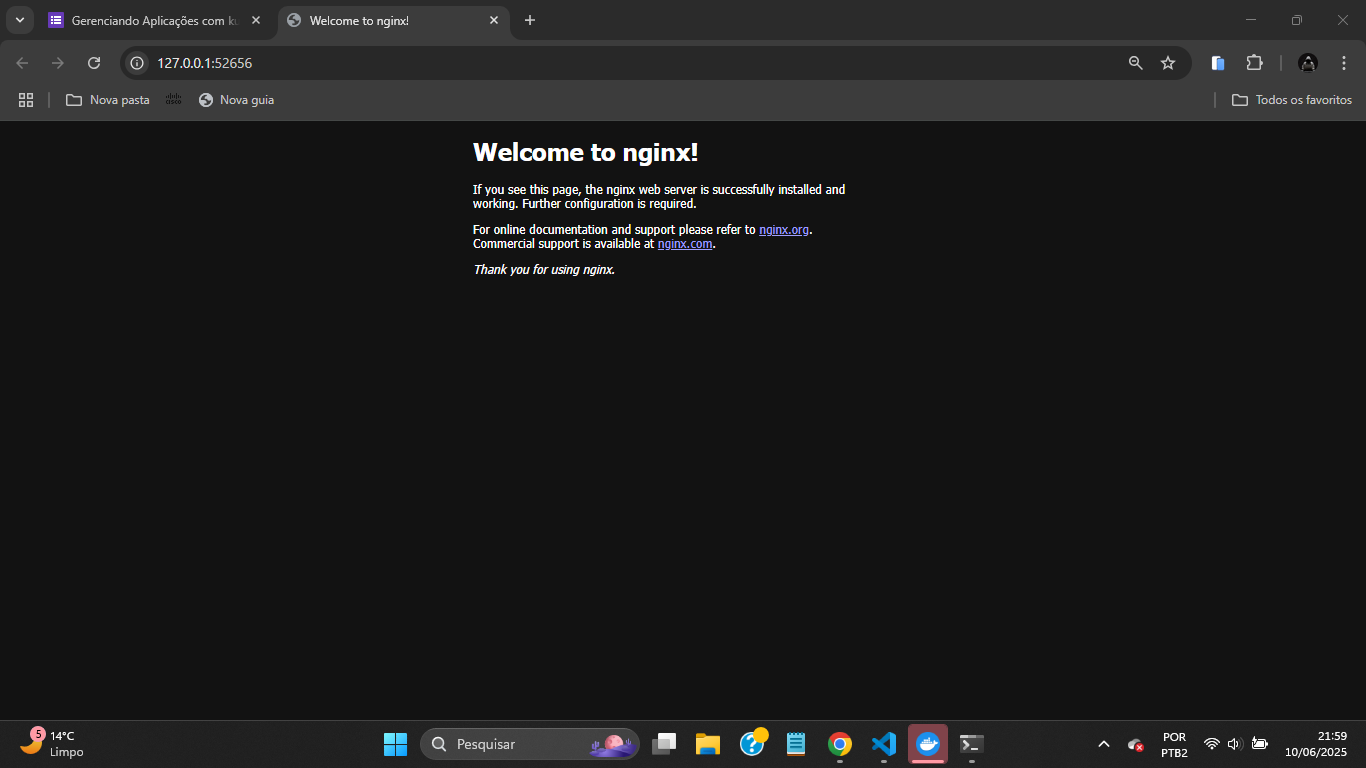 Gerenciando Aplicações com ku
Welcome to nginx!
127.0.0.1:52656
Nova pasta
cisco
Nova guia
Todos os favoritos
Welcome to nginx!
If you see this page, the nginx web server is successfully installed and
working. Further configuration is required.
For online documentation and support please refer to nginx.org.
Commercial support is available at nginx.com.
Thank you for using nginx.
5
14°C
Limpo
Pesquisar
POR
PTB2
21:59
10/06/2025